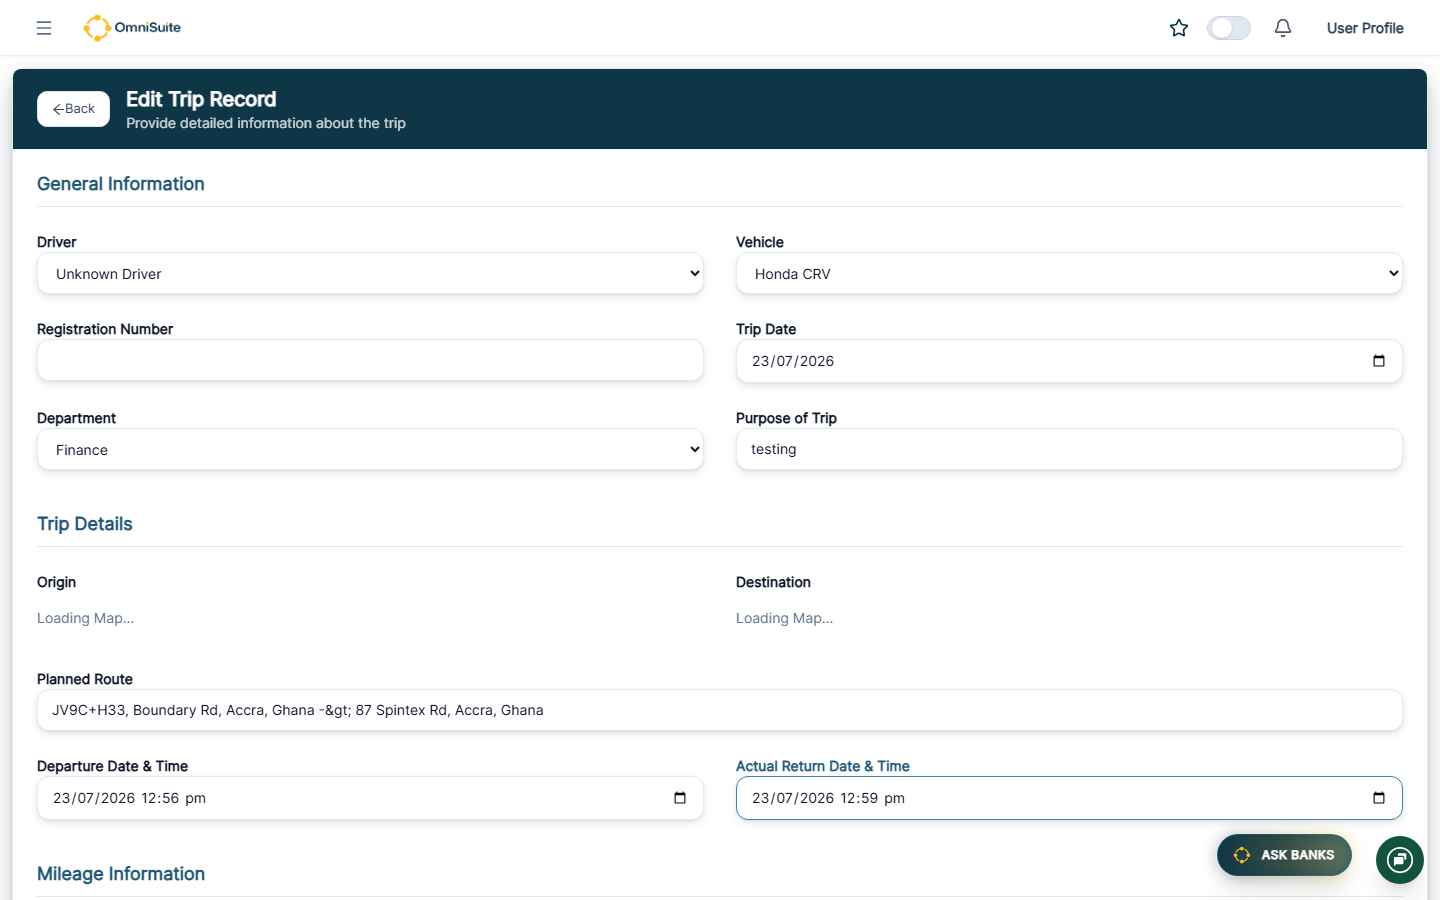 OmniSuite
User Profile
Back
Edit Trip Record
Provide detailed information about the trip
General Information
Driver
Vehicle
Unknown Driver
Honda CRV
Registration Number
Trip Date
23/07/2026
Department
Purpose of Trip
Finance
testing
Trip Details
Origin
Destination
Loading Map...
Loading Map...
Planned Route
JV9C+H33, Boundary Rd, Accra, Ghana -&gt; 87 Spintex Rd, Accra, Ghana
Departure Date & Time
Actual Return Date & Time
23/07/2026 12:56 pm
23/07/2026 12:59 pm
ASK BANKS
Mileage Information